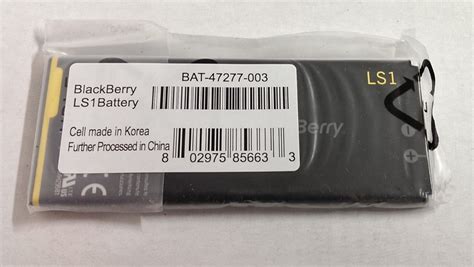 BAT-47277-003
BlackBerry
LS1Battery
Cell made in Korea
Further Processed in China
8 02975 85663 3
LS1
Berry